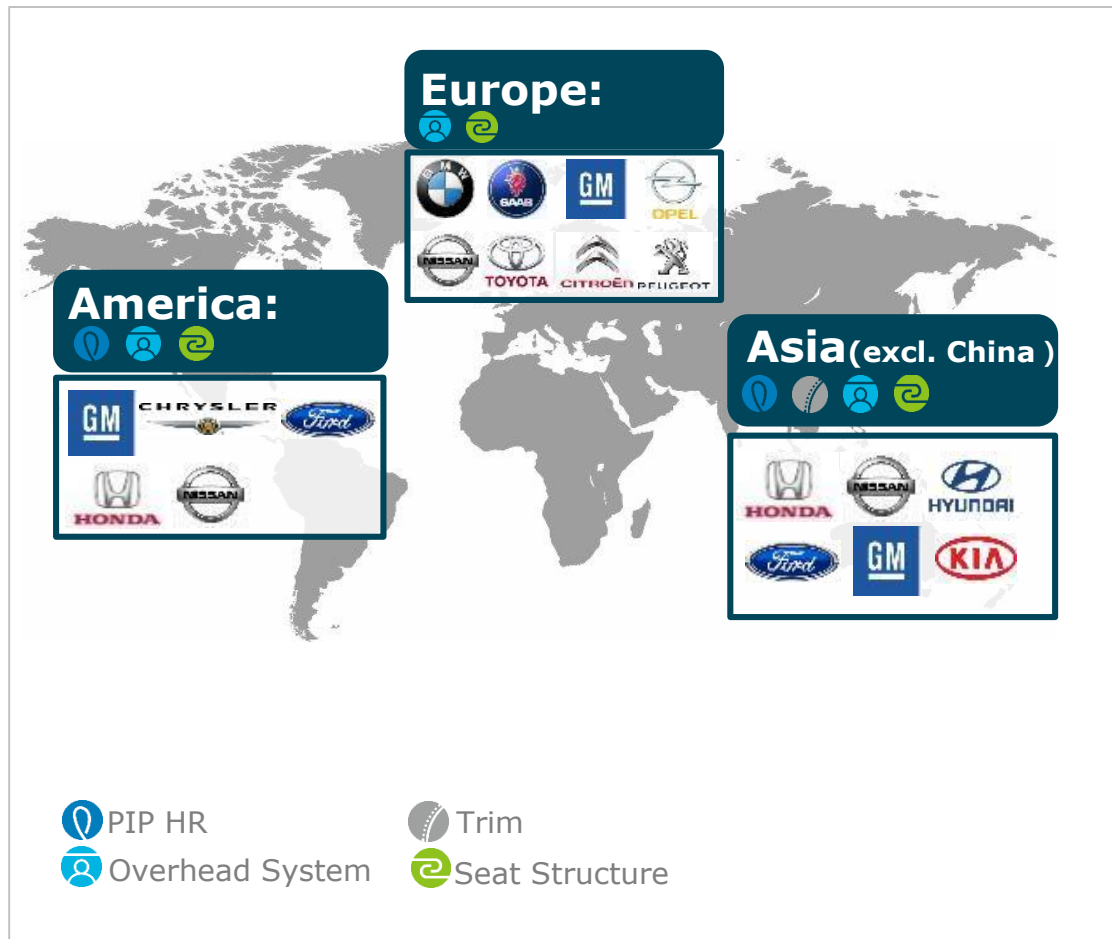 Europe:
BMW
SAAB
GM
OPEL
NISSAN
TOYOTA
CITROËN
PEUGEOT
America:
GM
CHRYSLER
Ford
HONDA
NISSAN
Asia(excl. China )
HONDA
NISSAN
HYUNDAI
Ford
GM
KIA
PIP HR
Trim
Overhead System
Seat Structure